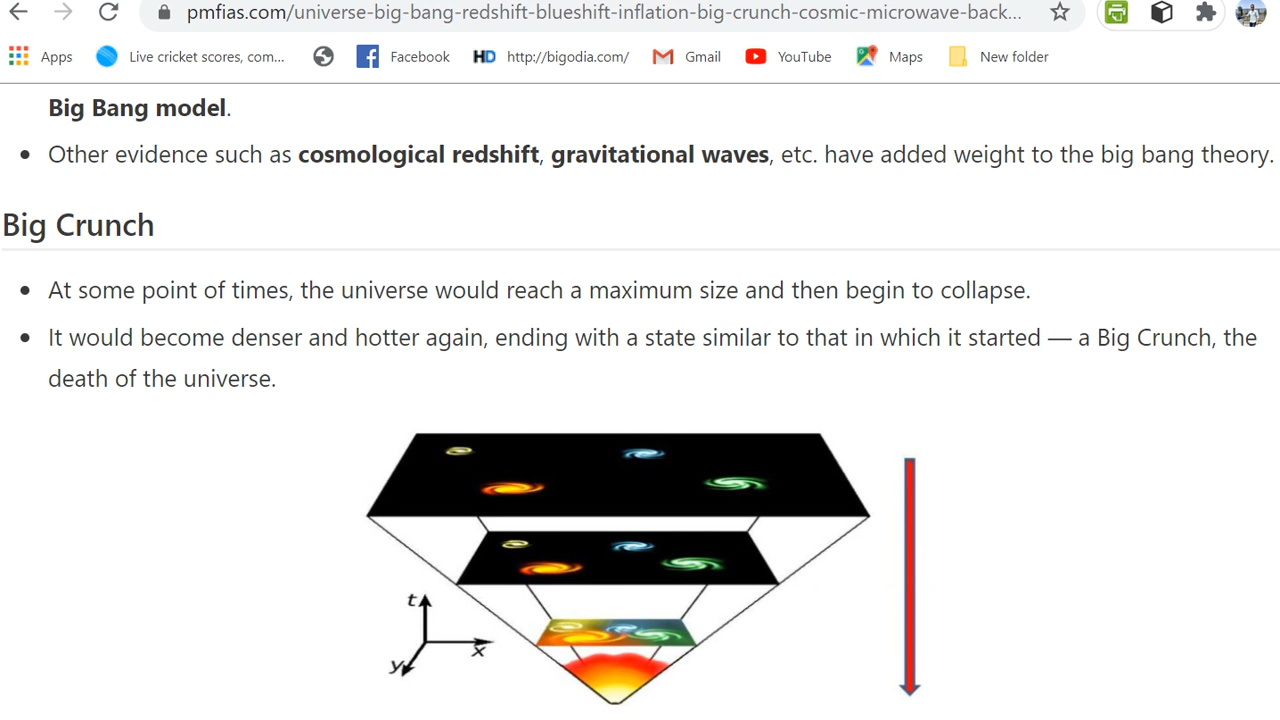 pmfias.com/universe-big-bang-redshift-blueshift-inflation-big-crunch-cosmic-microwave-back...
Apps Live cricket scores, com... Facebook HD http://bigodia.com/ Gmail YouTube Maps New folder
Big Bang model.
• Other evidence such as cosmological redshift, gravitational waves, etc. have added weight to the big bang theory.
Big Crunch
• At some point of times, the universe would reach a maximum size and then begin to collapse.
• It would become denser and hotter again, ending with a state similar to that in which it started — a Big Crunch, the
death of the universe.
t
x
y